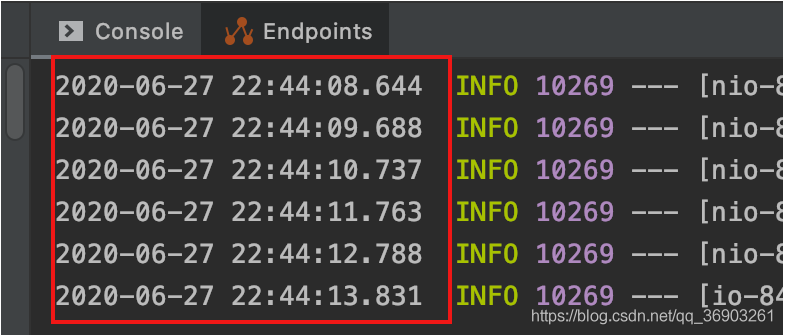 Console Endpoints
2020-06-27 22:44:08.644 INFO 10269 --- [nio-8
2020-06-27 22:44:09.688 INFO 10269 --- [nio-8
2020-06-27 22:44:10.737 INFO 10269 --- [nio-8
2020-06-27 22:44:11.763 INFO 10269 --- [nio-8
2020-06-27 22:44:12.788 INFO 10269 --- [nio-8
2020-06-27 22:44:13.831 INFO 10269 --- [io-84
https://blog.csdn.net/qq_36903261